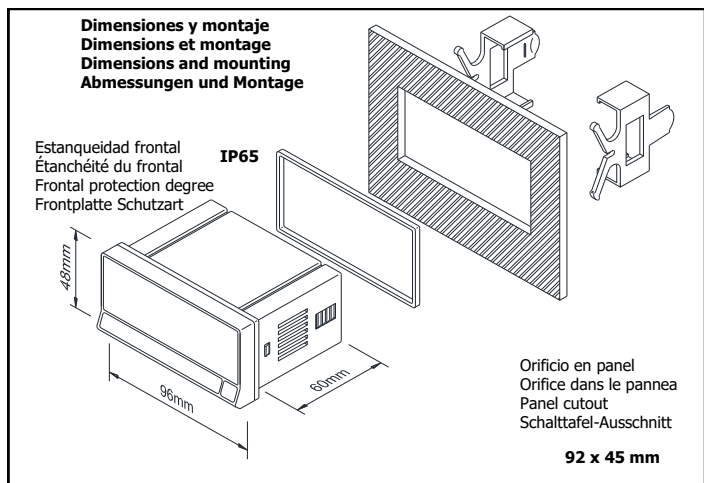 Dimensiones y montaje
Dimensions et montage
Dimensions and mounting
Abmessungen und Montage
Estanqueidad frontal
Étanchéité du frontal
Frontal protection degree
Frontplatte Schutzart
IP65
48mm
96mm
60mm
Orificio en panel
Orifice dans le pannea
Panel cutout
Schalttafel-Ausschnitt
92 x 45 mm